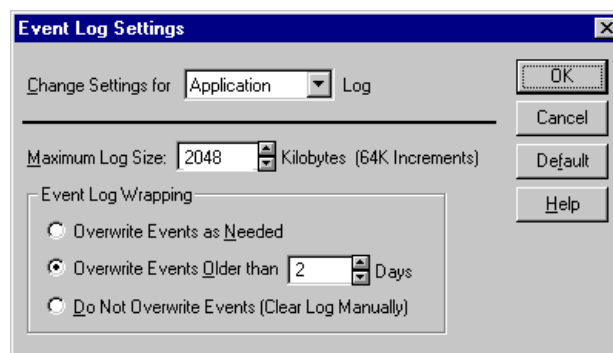 Event Log Settings
Change Settings for Application Log
OK
Cancel
Maximum Log Size: 2048 Kilobytes (64K Increments)
Default
Event Log Wrapping
Help
Overwrite Events as Needed
Overwrite Events Older than 2 Days
Do Not Overwrite Events (Clear Log Manually)